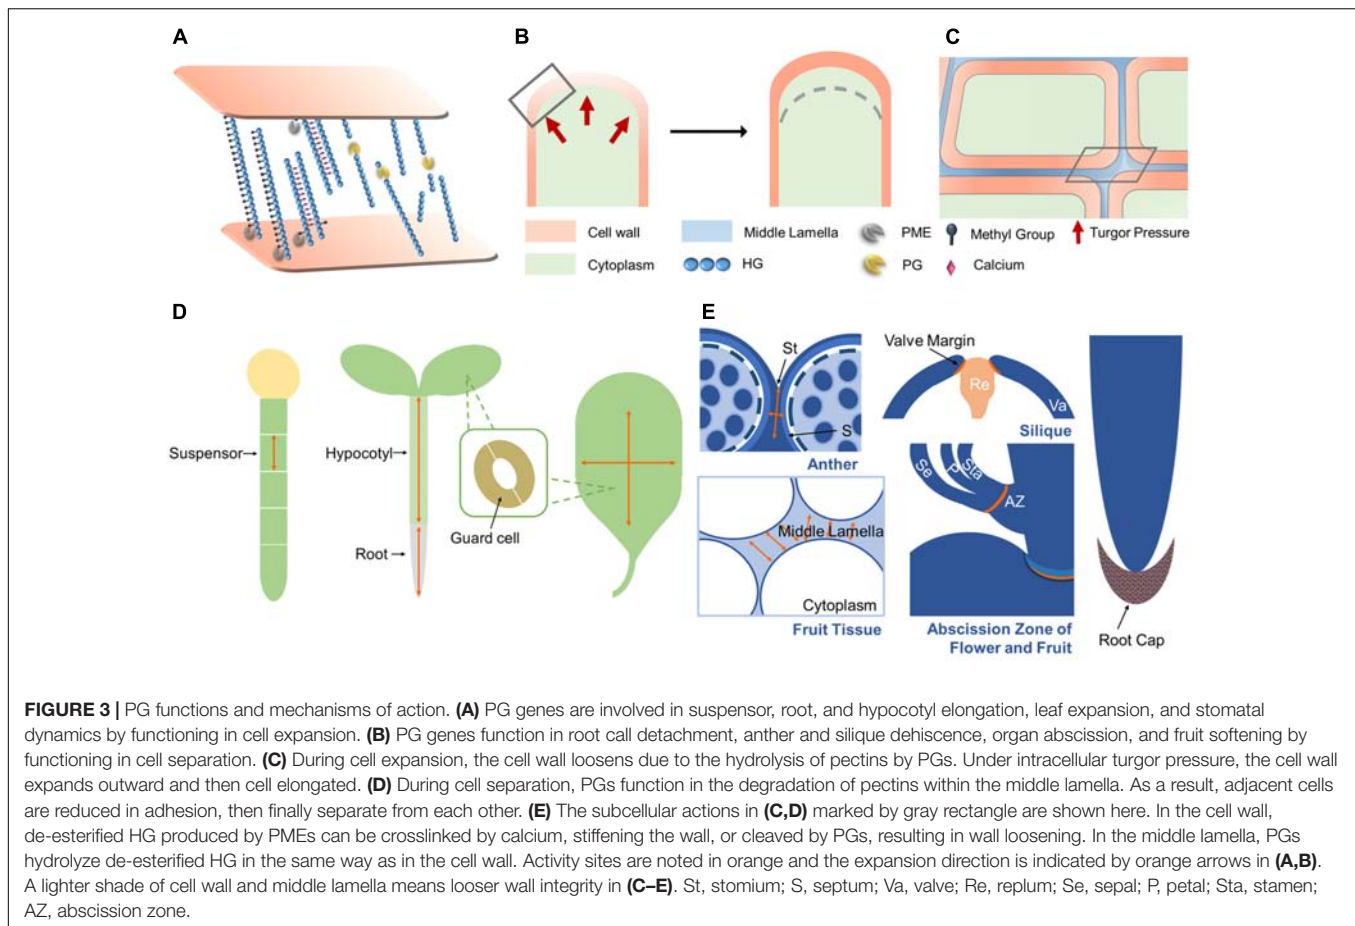 A
B
C
Cell wall
Middle Lamella
PME
Methyl Group
Turgor Pressure
Cytoplasm
HG
PG
Calcium
D
E
Suspensor
Hypocotyl
Root
Guard cell
St
S
Anther
Valve Margin
Re
Va
Silique
Middle Lamella
Cytoplasm
Fruit Tissue
Se
P
Sta
AZ
Abscission Zone of
Flower and Fruit
Root Cap
FIGURE 3 | PG functions and mechanisms of action. (A) PG genes are involved in suspensor, root, and hypocotyl elongation, leaf expansion, and stomatal
dynamics by functioning in cell expansion. (B) PG genes function in root call detachment, anther and silique dehiscence, organ abscission, and fruit softening by
functioning in cell separation. (C) During cell expansion, the cell wall loosens due to the hydrolysis of pectins by PGs. Under intracellular turgor pressure, the cell wall
expands outward and then cell elongated. (D) During cell separation, PGs function in the degradation of pectins within the middle lamella. As a result, adjacent cells
are reduced in adhesion, then finally separate from each other. (E) The subcellular actions in (C,D) marked by gray rectangle are shown here. In the cell wall,
de-esterified HG produced by PMEs can be crosslinked by calcium, stiffening the wall, or cleaved by PGs, resulting in wall loosening. In the middle lamella, PGs
hydrolyze de-esterified HG in the same way as in the cell wall. Activity sites are noted in orange and the expansion direction is indicated by orange arrows in (A,B).
A lighter shade of cell wall and middle lamella means looser wall integrity in (C–E). St, stomium; S, septum; Va, valve; Re, replum; Se, sepal; P, petal; Sta, stamen;
AZ, abscission zone.